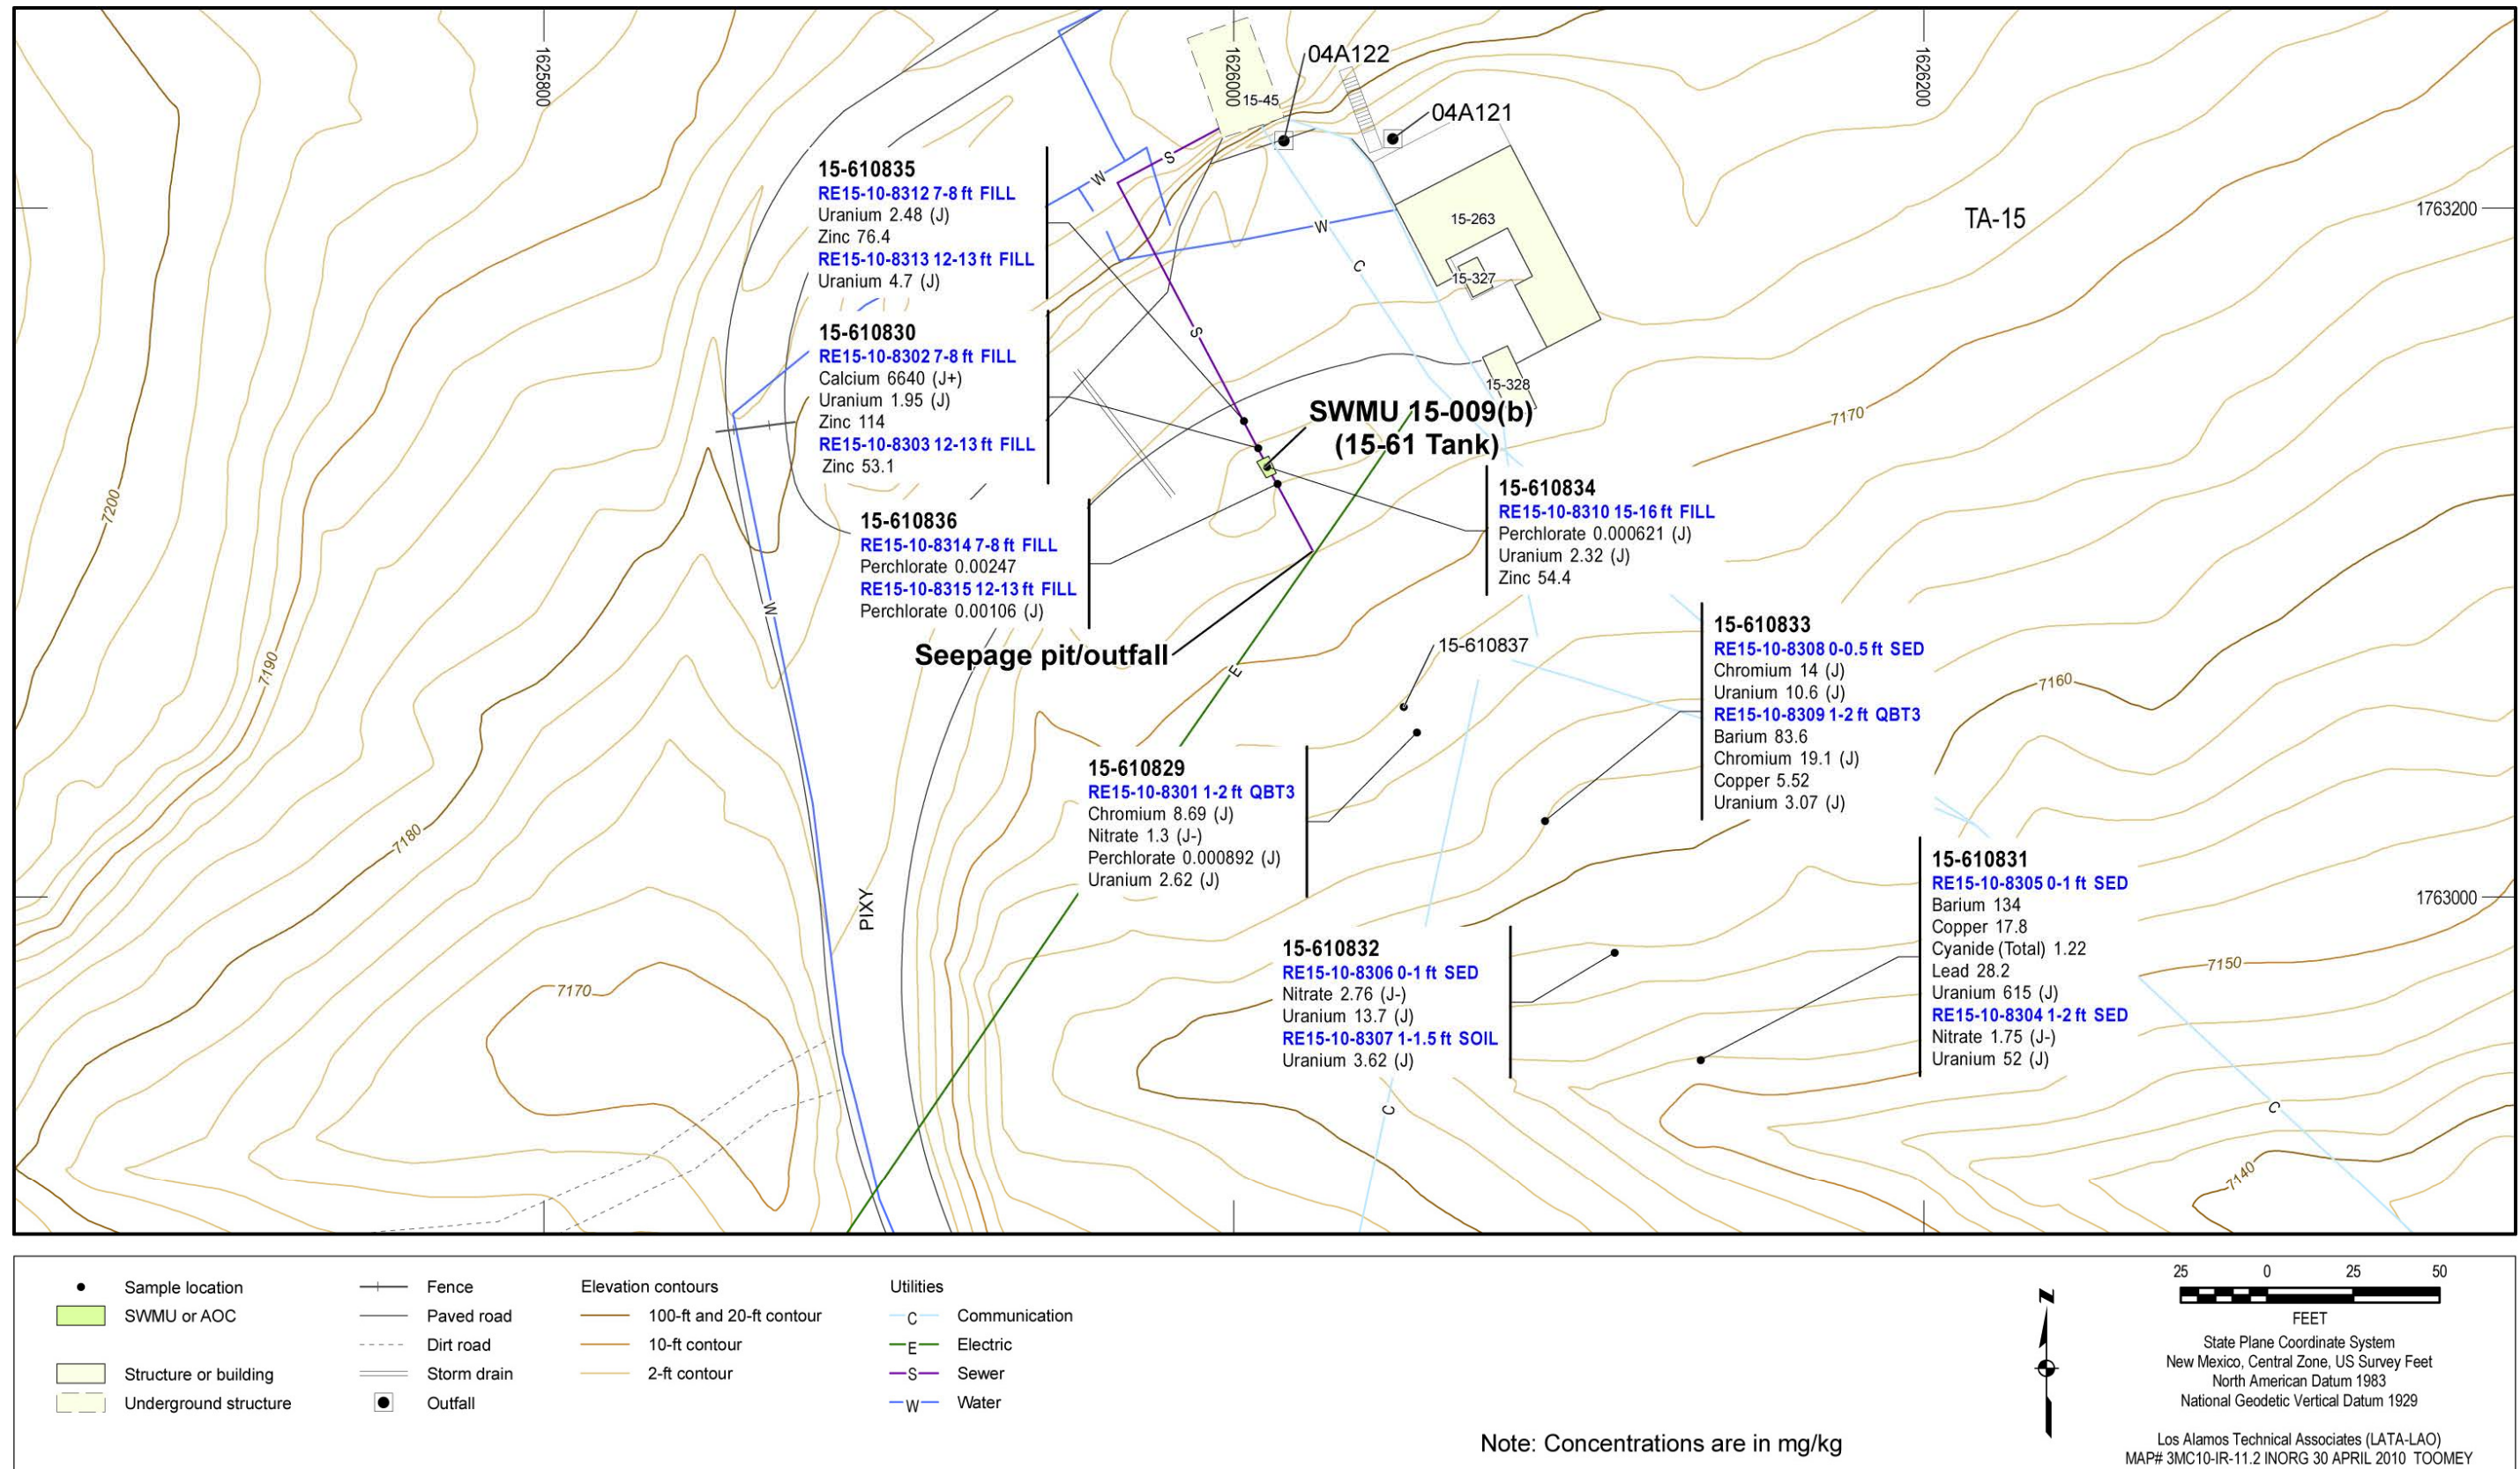 1625800
1626000
1626200
04A122
15-45
04A121
15-610835
RE15-10-8312 7-8 ft FILL
Uranium 2.48 (J)
Zinc 76.4
RE15-10-8313 12-13 ft FILL
Uranium 4.7 (J)
S
W
15-263
TA-15
1763200
W
C
15-327
15-610830
RE15-10-8302 7-8 ft FILL
Calcium 6640 (J+)
Uranium 1.95 (J)
Zinc 114
RE15-10-8303 12-13 ft FILL
Zinc 53.1
S
15-328
SWMU 15-009(b)
(15-61 Tank)
7170
7200
15-610836
RE15-10-8314 7-8 ft FILL
Perchlorate 0.00247
RE15-10-8315 12-13 ft FILL
Perchlorate 0.00106 (J)
15-610834
RE15-10-8310 15-16 ft FILL
Perchlorate 0.000621 (J)
Uranium 2.32 (J)
Zinc 54.4
W
Seepage pit/outfall
E
15-610837
15-610833
RE15-10-8308 0-0.5 ft SED
Chromium 14 (J)
Uranium 10.6 (J)
RE15-10-8309 1-2 ft QBT3
Barium 83.6
Chromium 19.1 (J)
Copper 5.52
Uranium 3.07 (J)
7160
7190
7180
15-610829
RE15-10-8301 1-2 ft QBT3
Chromium 8.69 (J)
Nitrate 1.3 (J-)
Perchlorate 0.000892 (J)
Uranium 2.62 (J)
PIXY
1763000
15-610831
RE15-10-8305 0-1 ft SED
Barium 134
Copper 17.8
Cyanide (Total) 1.22
Lead 28.2
Uranium 615 (J)
RE15-10-8304 1-2 ft SED
Nitrate 1.75 (J-)
Uranium 52 (J)
15-610832
RE15-10-8306 0-1 ft SED
Nitrate 2.76 (J-)
Uranium 13.7 (J)
RE15-10-8307 1-1.5 ft SOIL
Uranium 3.62 (J)
7170
7150
C
C
7140
Sample location
SWMU or AOC
Structure or building
Underground structure
Fence
Paved road
Dirt road
Storm drain
Outfall
Elevation contours
100-ft and 20-ft contour
10-ft contour
2-ft contour
Utilities
C Communication
E Electric
S Sewer
W Water
Note: Concentrations are in mg/kg
N
25 0 25 50
FEET
State Plane Coordinate System
New Mexico, Central Zone, US Survey Feet
North American Datum 1983
National Geodetic Vertical Datum 1929
Los Alamos Technical Associates (LATA-LAO)
MAP# 3MC10-IR-11.2 INORG 30 APRIL 2010 TOOMEY